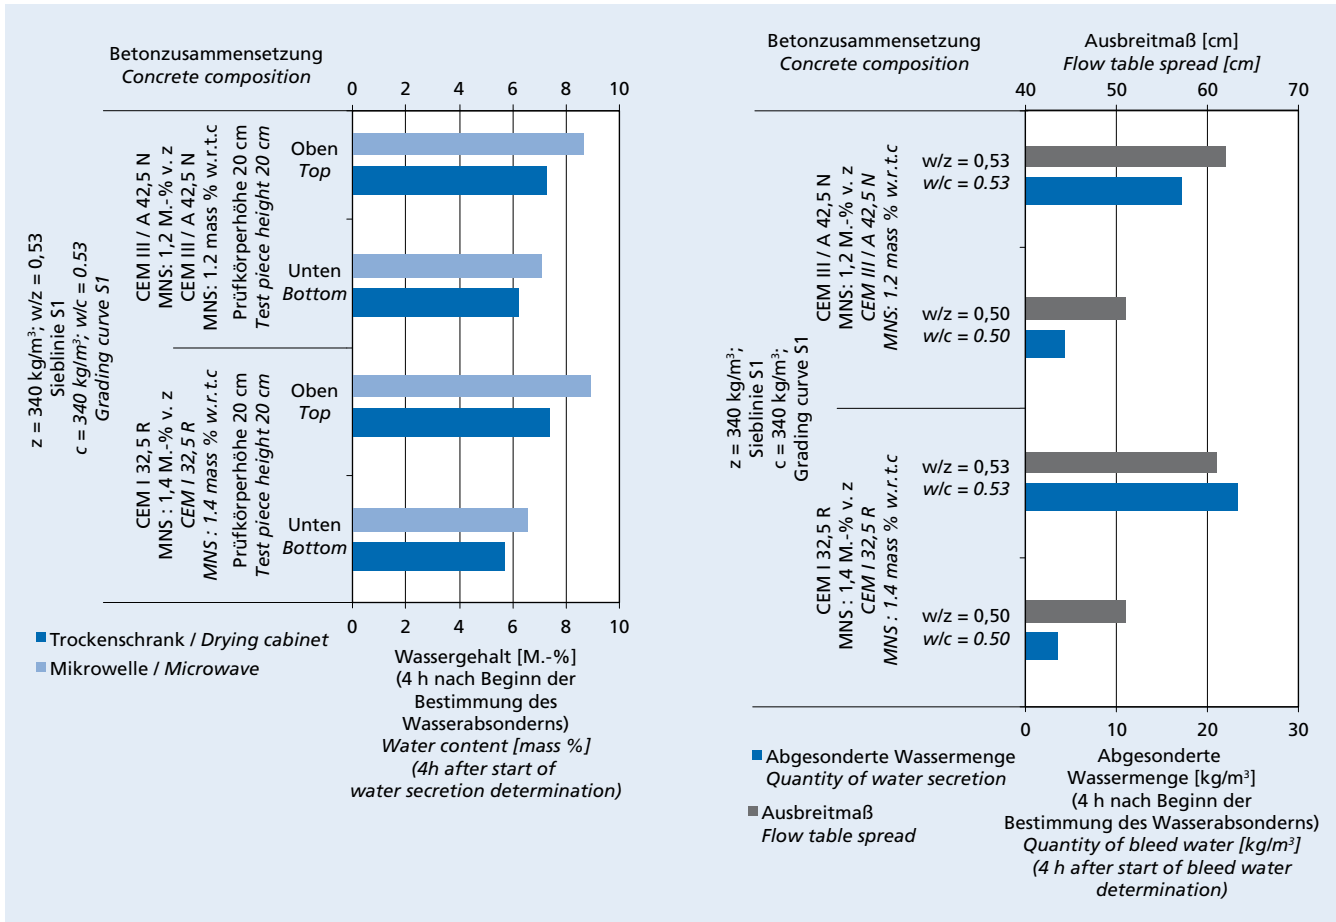 Betonzusammensetzung
Concrete composition
0 2 4 6 8 10
z = 340 kg/m³; w/z = 0,53
Sieblinie S1
c = 340 kg/m³; w/c = 0.53
Grading curve S1
CEM III / A 42,5 N
MNS: 1,2 M.-% v. z
CEM III / A 42,5 N
MNS: 1.2 mass % w.r.t.c
Prüfkörperhöhe 20 cm
Test piece height 20 cm
Oben
Top
Unten
Bottom
CEM I 32,5 R
MNS : 1,4 M.-% v. z
CEM I 32,5 R
MNS : 1.4 mass % w.r.t.c
Prüfkörperhöhe 20 cm
Test piece height 20 cm
Oben
Top
Unten
Bottom
0 2 4 6 8 10
Trockenschrank / Drying cabinet
Mikrowelle / Microwave
Wassergehalt [M.-%]
(4 h nach Beginn der
Bestimmung des
Wasserabsonderns)
Water content [mass %]
(4h after start of
water secretion determination)
Betonzusammensetzung
Concrete composition
Ausbreitmaß [cm]
Flow table spread [cm]
40 50 60 70
z = 340 kg/m³;
Sieblinie S1
c = 340 kg/m³;
Grading curve S1
CEM III / A 42,5 N
MNS: 1,2 M.-% v. z
CEM III / A 42,5 N
MNS: 1.2 mass % w.r.t.c
w/z = 0,53
w/c = 0.53
w/z = 0,50
w/c = 0.50
CEM I 32,5 R
MNS : 1,4 M.-% v. z
CEM I 32,5 R
MNS : 1.4 mass % w.r.t.c
w/z = 0,53
w/c = 0.53
w/z = 0,50
w/c = 0.50
0 10 20 30
Abgesonderte Wassermenge
Quantity of water secretion
Ausbreitmaß
Flow table spread
Abgesonderte
Wassermenge [kg/m³]
(4 h nach Beginn der
Bestimmung des Wasserabsonderns)
Quantity of bleed water [kg/m³]
(4 h after start of bleed water
determination)